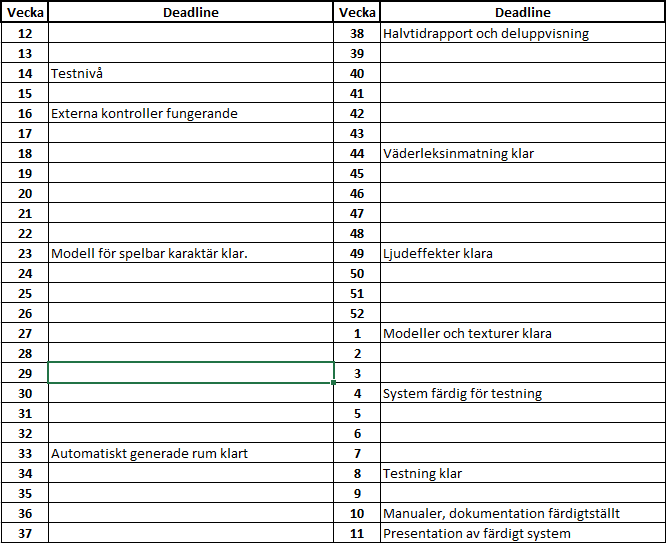 Vecka Deadline Vecka Deadline
12 38 Halvtidrapport och deluppvisning
13 39
14 Testnivå 40
15 41
16 Externa kontroller fungerande 42
17 43
18 44 Väderleksinmatning klar
19 45
20 46
21 47
22 48
23 Modell för spelbar karaktär klar. 49 Ljudeffekter klara
24 50
25 51
26 52
27 1 Modeller och texturer klara
28 2
29 3
30 4 System färdig för testning
31 5
32 6
33 Automatiskt generade rum klart 7
34 8 Testning klar
35 9
36 10 Manualer, dokumentation färdigtställt
37 11 Presentation av färdigt system